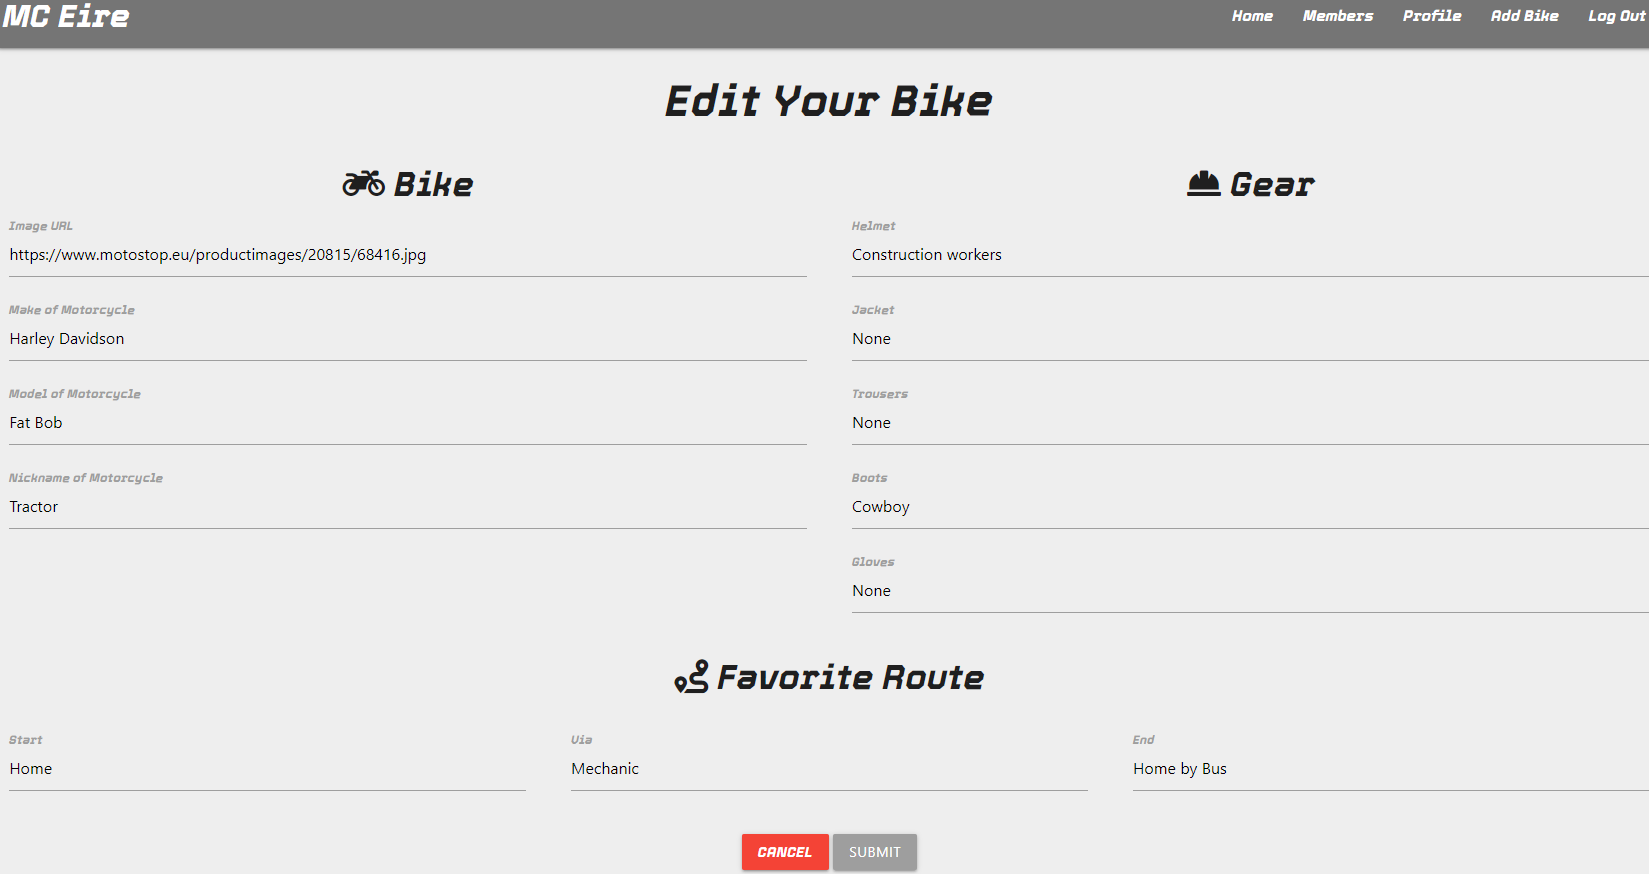 MC Eire
Home Members Profile Add Bike Log Out
Edit Your Bike
Bike
Image URL
https://www.motostop.eu/productimages/20815/68416.jpg
Make of Motorcycle
Harley Davidson
Model of Motorcycle
Fat Bob
Nickname of Motorcycle
Tractor
Gear
Helmet
Construction workers
Jacket
None
Trousers
None
Boots
Cowboy
Gloves
None
Favorite Route
Start
Home
Via
Mechanic
End
Home by Bus
CANCEL
SUBMIT